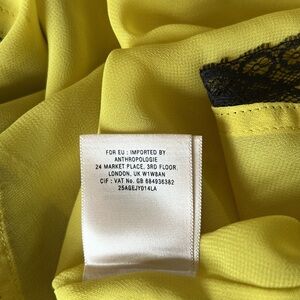 FOR EU : IMPORTED BY
ANTHROPOLOGIE
24 MARKET PLACE, 3RD FLOOR,
LONDON, UK W1W8AN
CIF : VAT No. GB 684936382
25AGEJY014LA